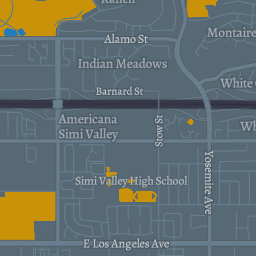 Ranch
Alamo St
Montaire
Indian Meadows
White
Barnard St
Americana
Simi Valley
Stow St
Wh
Yosemite Ave
Simi Valley High School
E Los Angeles Ave